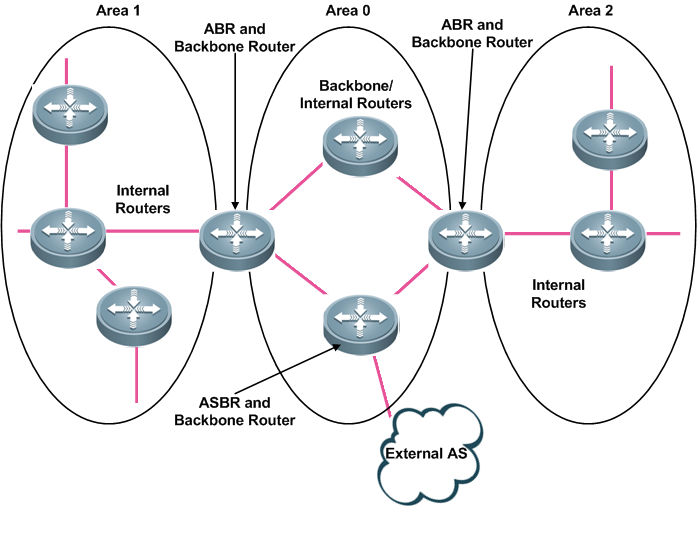 Area 1
Area 0
Area 2
ABR and
Backbone Router
ABR and
Backbone Router
Backbone/
Internal Routers
Internal
Routers
Internal
Routers
ASBR and
Backbone Router
External AS